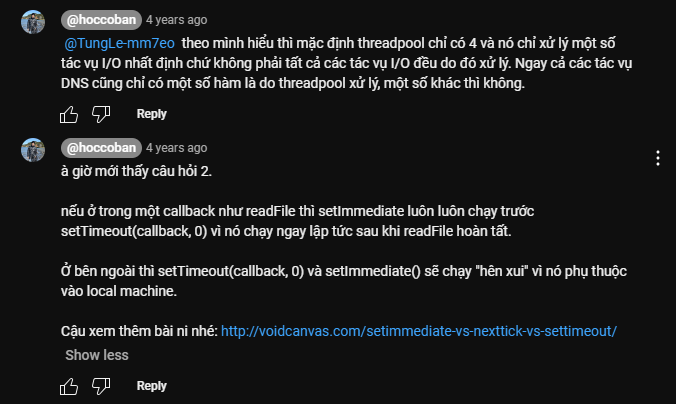 @hoccoban 4 years ago
@TungLe-mm7eo theo mình hiểu thì mặc định threadpool chỉ có 4 và nó chỉ xử lý một số
tác vụ I/O nhất định chứ không phải tất cả các tác vụ I/O đều do đó xử lý. Ngay cả các tác vụ
DNS cũng chỉ có một số hàm là do threadpool xử lý, một số khác thì không.
Reply
@hoccoban 4 years ago
à giờ mới thấy câu hỏi 2.
nếu ở trong một callback như readFile thì setImmediate luôn luôn chạy trước
setTimeout(callback, 0) vì nó chạy ngay lập tức sau khi readFile hoàn tất.
Ở bên ngoài thì setTimeout(callback, 0) và setImmediate() sẽ chạy "hên xui" vì nó phụ thuộc
vào local machine.
Cậu xem thêm bài ni nhé: http://voidcanvas.com/setimmediate-vs-nexttick-vs-settimeout/
Show less
Reply